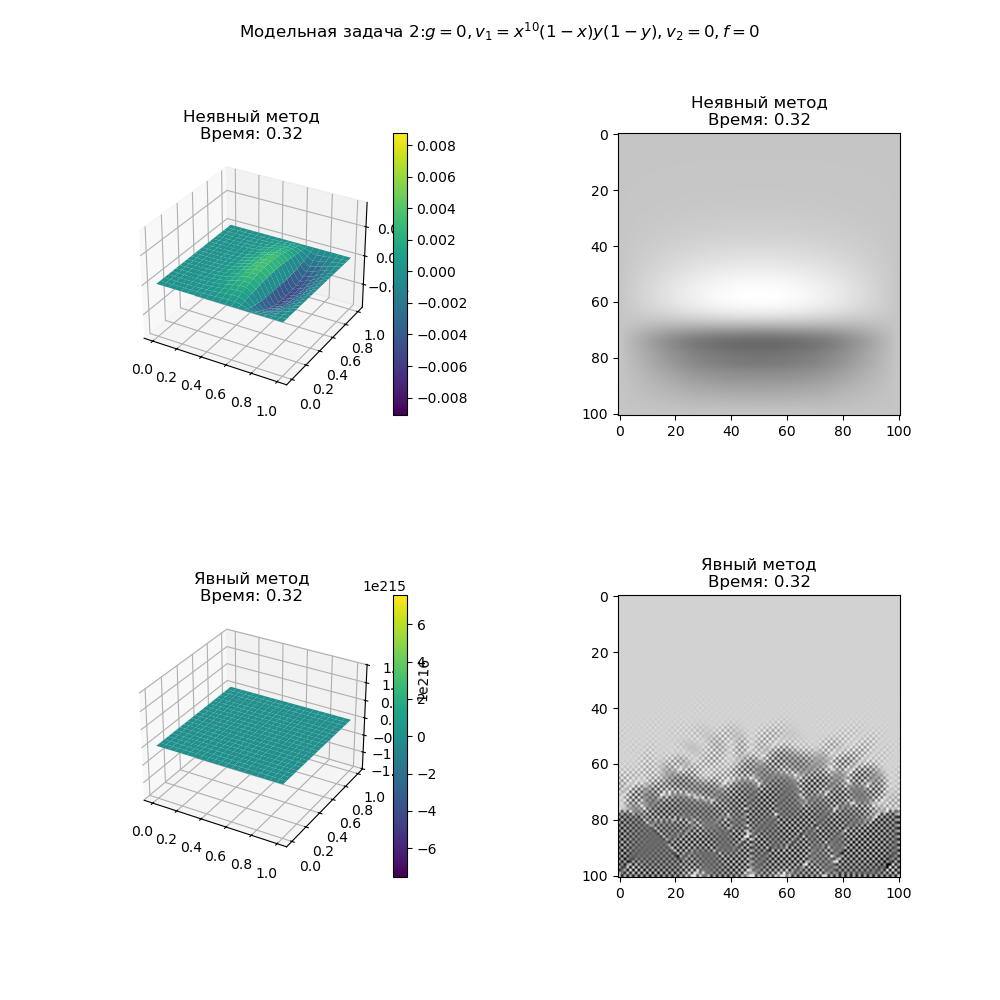 Модельная задача 2:g = 0, v₁ = x¹⁰(1 − x)y(1 − y), v₂ = 0, f = 0
Неявный метод
Время: 0.32
0.008
0.006
0.004
0.002
0.000
−0.002
−0.004
−0.006
−0.008
0.0 0.2 0.4 0.6 0.8 1.0
0.0 0.2 0.4 0.6 0.8 1.0
Неявный метод
Время: 0.32
0
20
40
60
80
100
0 20 40 60 80 100
Явный метод
Время: 0.32
1e215
6
4
2
0
−2
−4
−6
0.0 0.2 0.4 0.6 0.8 1.0
0.0 0.2 0.4 0.6 0.8 1.0
Явный метод
Время: 0.32
0
20
40
60
80
100
0 20 40 60 80 100